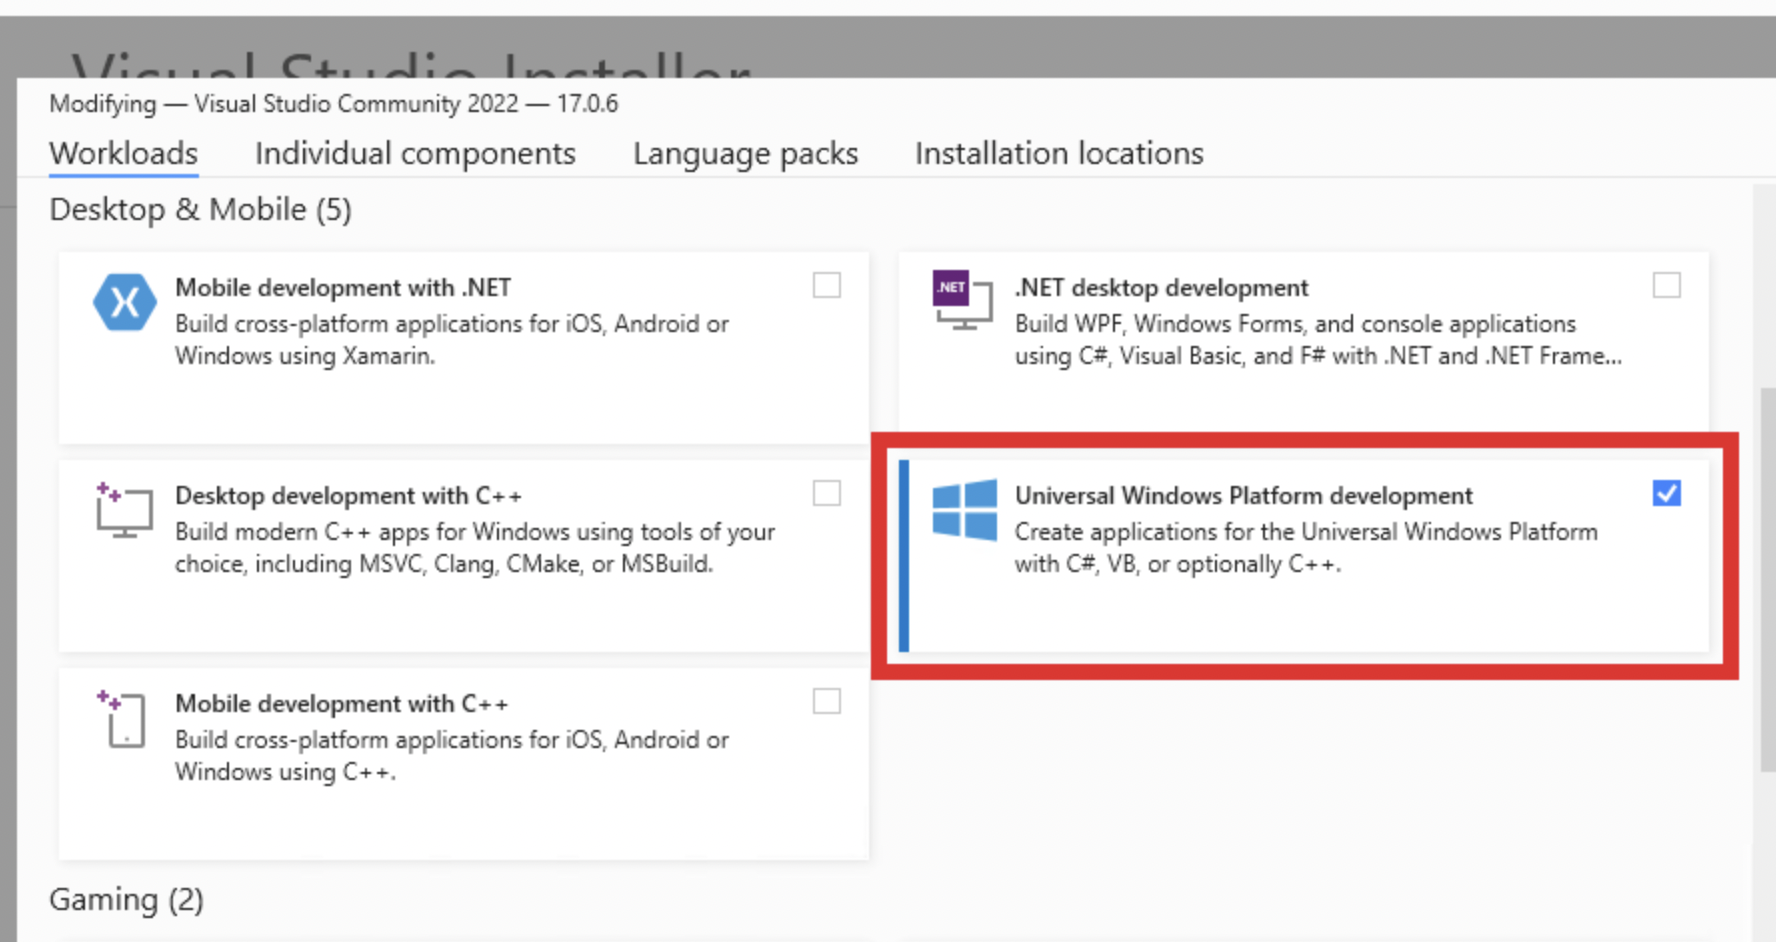 Visual Studio Installer
Modifying — Visual Studio Community 2022 — 17.0.6
Workloads Individual components Language packs Installation locations
Desktop & Mobile (5)
Mobile development with .NET
Build cross-platform applications for iOS, Android or
Windows using Xamarin.
.NET
.NET desktop development
Build WPF, Windows Forms, and console applications
using C#, Visual Basic, and F# with .NET and .NET Frame...
Desktop development with C++
Build modern C++ apps for Windows using tools of your
choice, including MSVC, Clang, CMake, or MSBuild.
Universal Windows Platform development
Create applications for the Universal Windows Platform
with C#, VB, or optionally C++.
Mobile development with C++
Build cross-platform applications for iOS, Android or
Windows using C++.
Gaming (2)